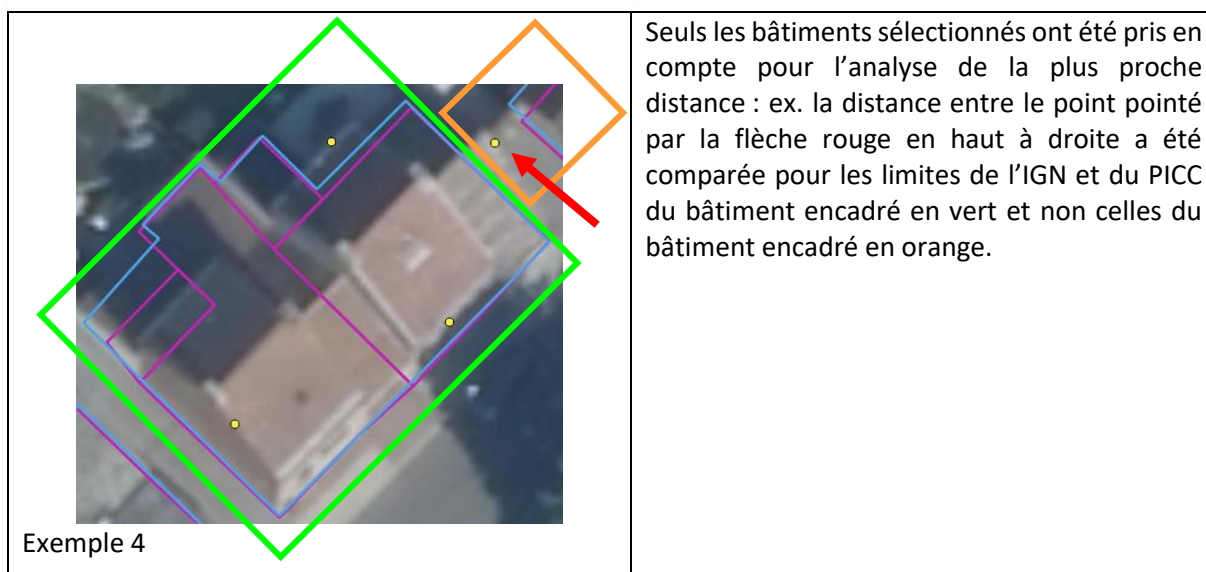 Seuls les bâtiments sélectionnés ont été pris en
compte pour l’analyse de la plus proche
distance : ex. la distance entre le point pointé
par la flèche rouge en haut à droite a été
comparée pour les limites de l’IGN et du PICC
du bâtiment encadré en vert et non celles du
bâtiment encadré en orange.
Exemple 4